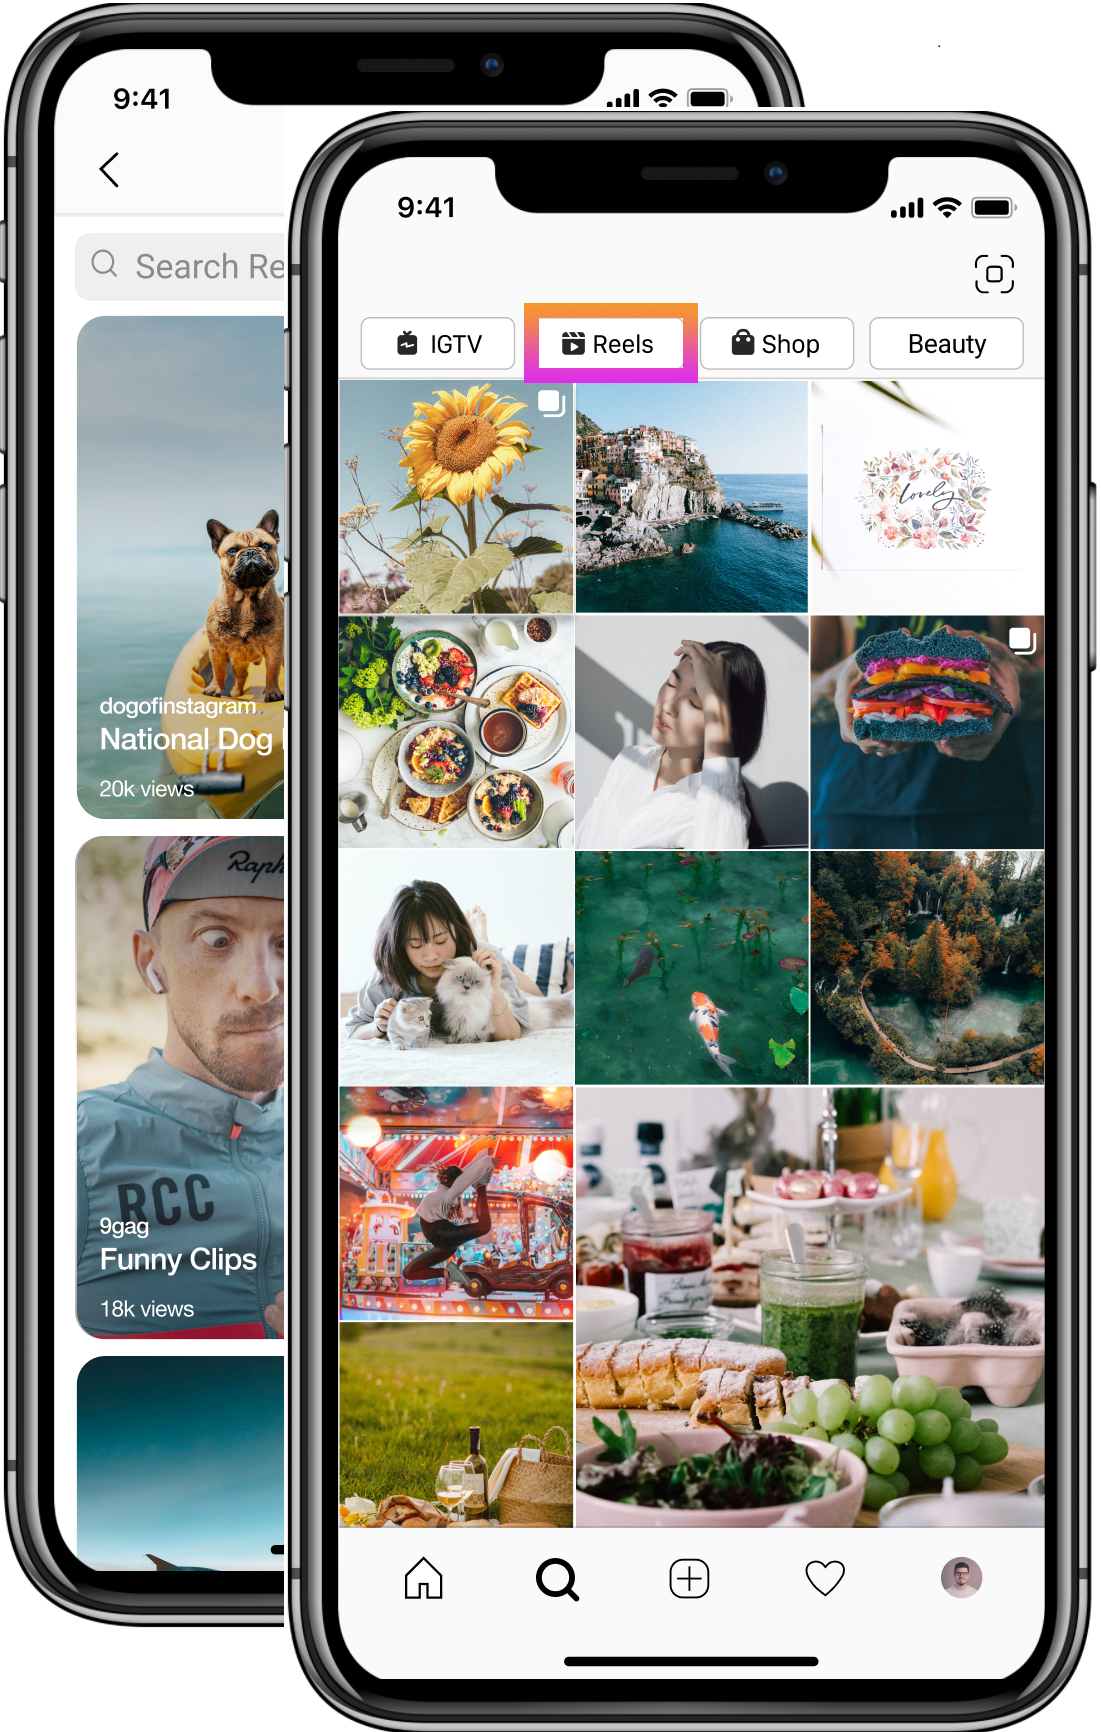 9:41
Search Re
dogofinstagram
National Dog
20k views
Raph
RCC
9gag
Funny Clips
18k views
9:41
IGTV
Reels
Shop
Beauty
lovely